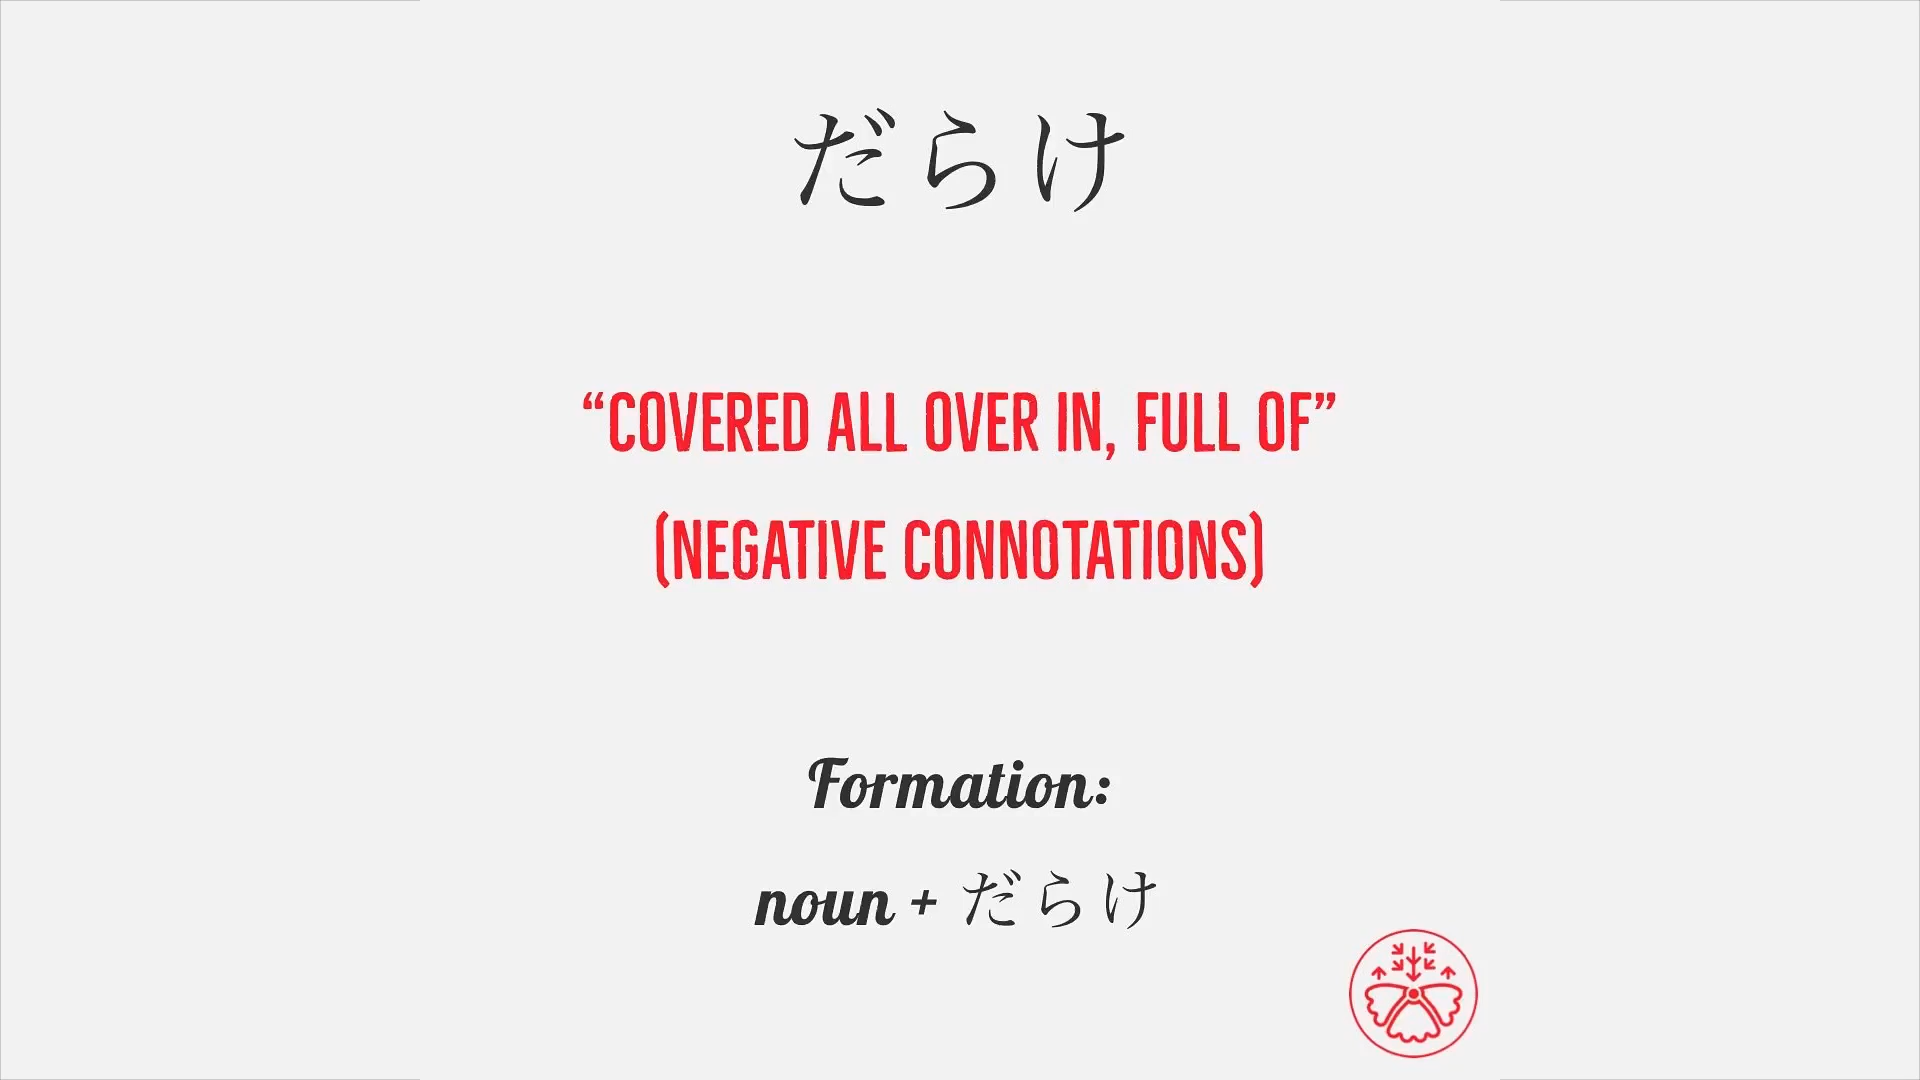 だらけ
“COVERED ALL OVER IN, FULL OF”
(NEGATIVE CONNOTATIONS)
Formation:
noun + だらけ